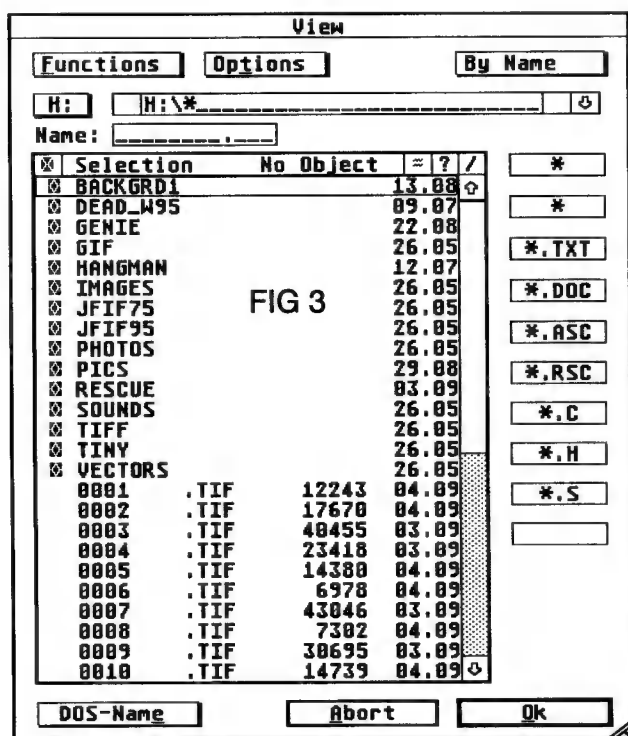 View
Functions Options By Name
H: H:\*
Name: .
Selection No Object ≈ ? /
BACKGRD1 13.08
DEAD_W95 09.07
GENIE 22.08
GIF 26.05
HANGMAN 12.07
IMAGES 26.05
JFIF75 26.05
JFIF95 26.05
PHOTOS 26.05
PICS 29.08
RESCUE 03.09
SOUNDS 26.05
TIFF 26.05
TINY 26.05
VECTORS 26.05
0001 .TIF 12243 04.09
0002 .TIF 17670 04.09
0003 .TIF 40455 03.09
0004 .TIF 23418 03.09
0005 .TIF 14380 04.09
0006 .TIF 6978 04.09
0007 .TIF 43046 03.09
0008 .TIF 7302 04.09
0009 .TIF 30695 03.09
0010 .TIF 14739 04.09
FIG 3
*
*
*.TXT
*.DOC
*.ASC
*.RSC
*.C
*.H
*.S
DOS-Name Abort Ok